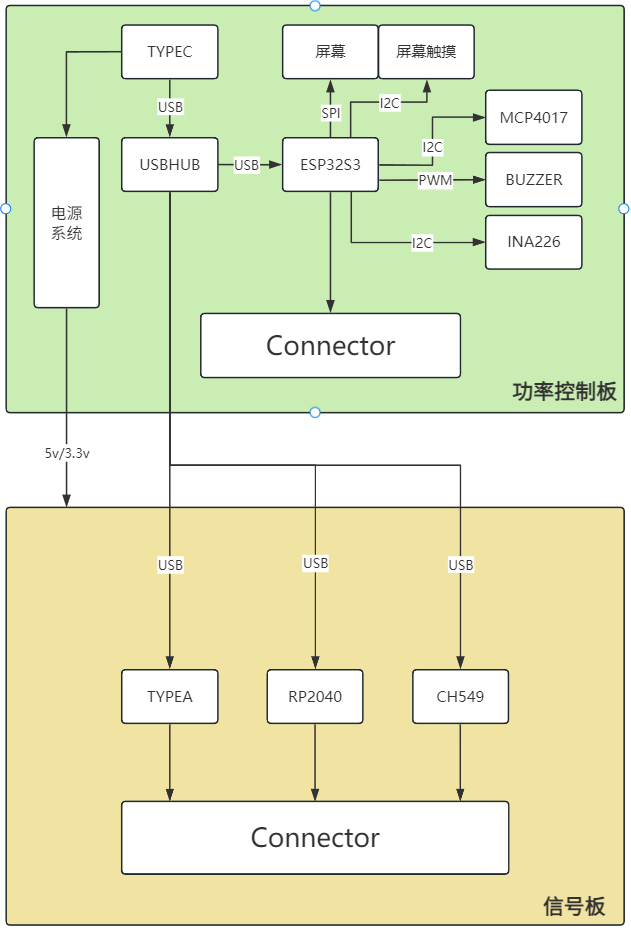 TYPEC
屏幕
屏幕触摸
USB
SPI
I2C
MCP4017
I2C
USBHUB
USB
ESP32S3
PWM
BUZZER
电源
系统
I2C
INA226
Connector
功率控制板
5v/3.3v
USB
USB
USB
TYPEA
RP2040
CH549
Connector
信号板